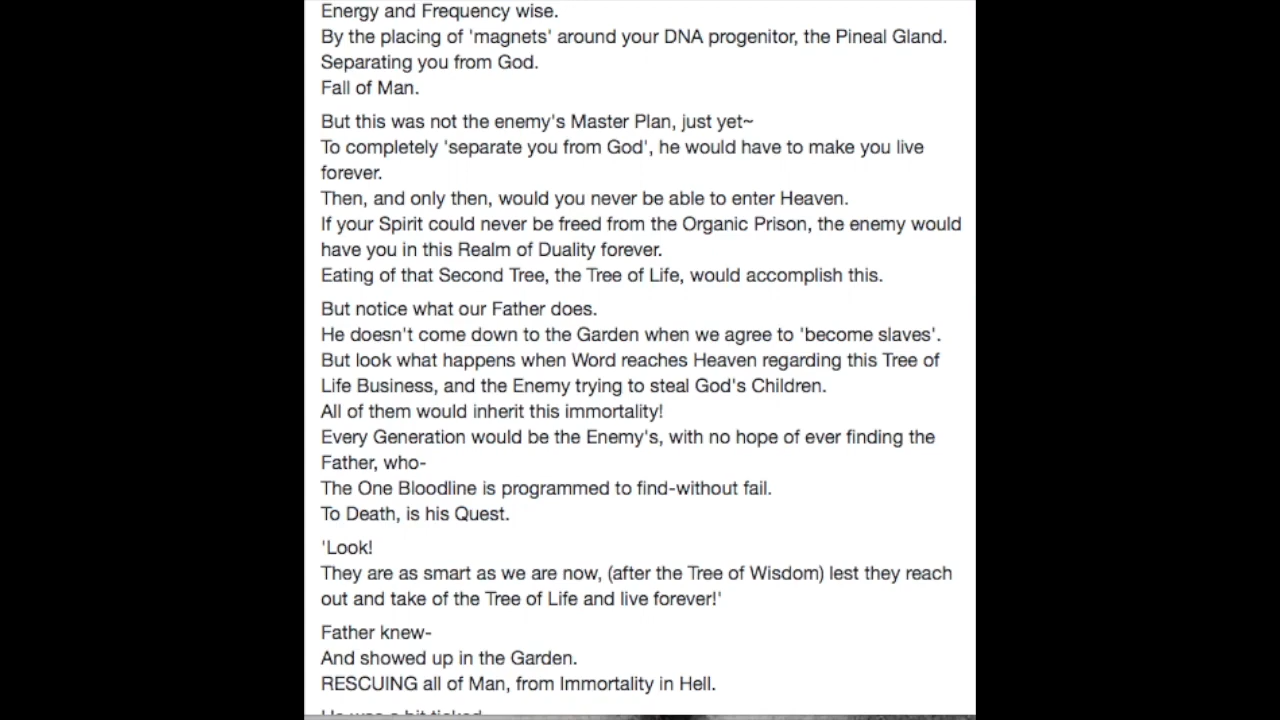 Energy and Frequency wise.
By the placing of 'magnets' around your DNA progenitor, the Pineal Gland.
Separating you from God.
Fall of Man.
But this was not the enemy's Master Plan, just yet~
To completely 'separate you from God', he would have to make you live
forever.
Then, and only then, would you never be able to enter Heaven.
If your Spirit could never be freed from the Organic Prison, the enemy would
have you in this Realm of Duality forever.
Eating of that Second Tree, the Tree of Life, would accomplish this.
But notice what our Father does.
He doesn't come down to the Garden when we agree to 'become slaves'.
But look what happens when Word reaches Heaven regarding this Tree of
Life Business, and the Enemy trying to steal God's Children.
All of them would inherit this immortality!
Every Generation would be the Enemy's, with no hope of ever finding the
Father, who-
The One Bloodline is programmed to find-without fail.
To Death, is his Quest.
'Look!
They are as smart as we are now, (after the Tree of Wisdom) lest they reach
out and take of the Tree of Life and live forever!'
Father knew-
And showed up in the Garden.
RESCUING all of Man, from Immortality in Hell.